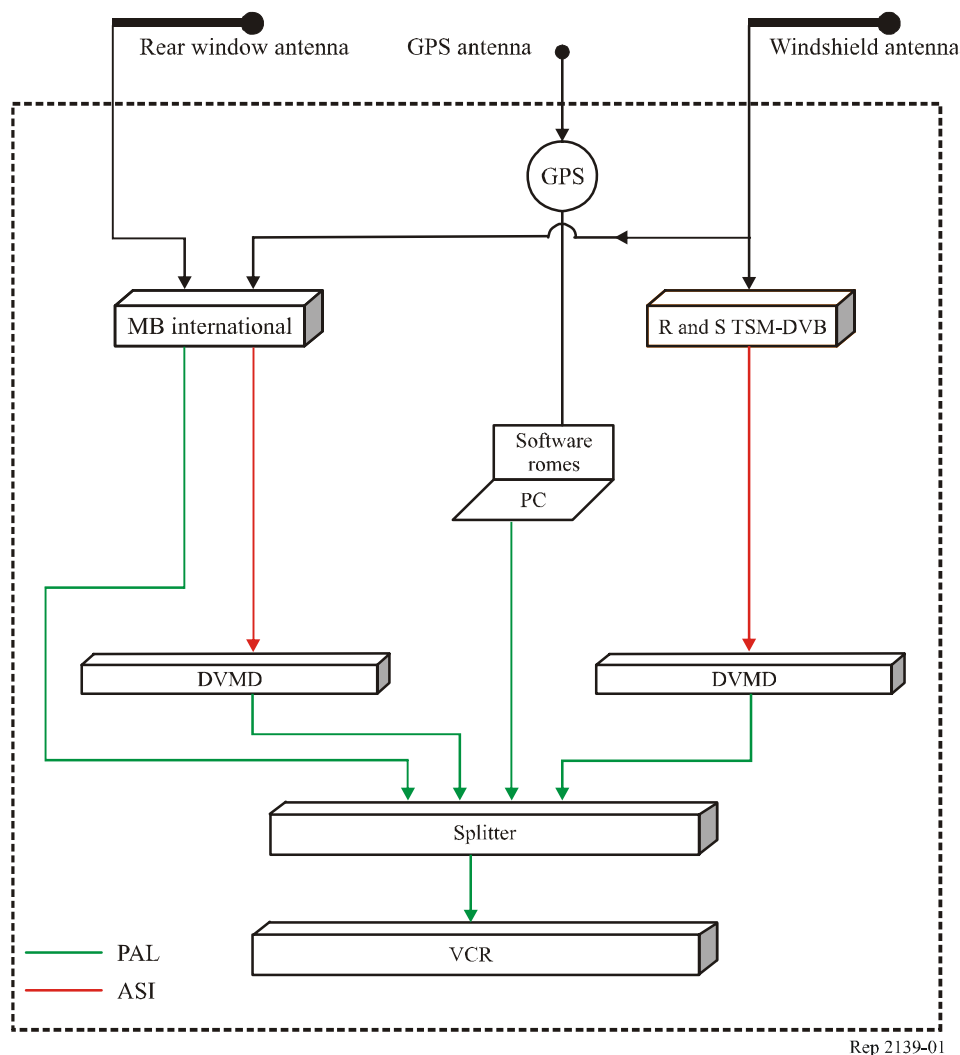 Rear window antenna
GPS antenna
Windshield antenna
GPS
MB international
R and S TSM-DVB
Software
romes
PC
DVMD
DVMD
Splitter
VCR
PAL
ASI
Rep 2139-01